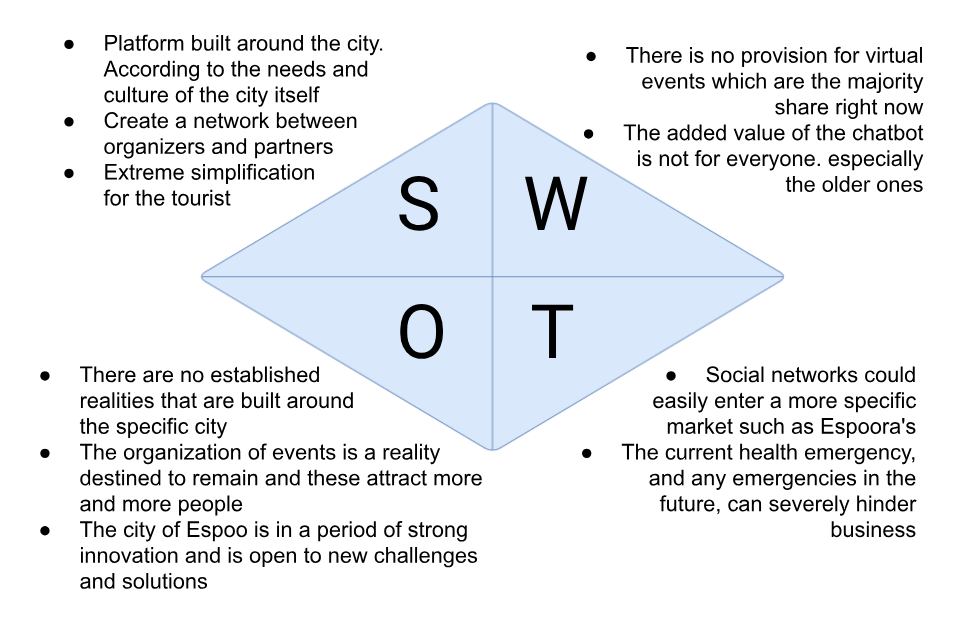 ● Platform built around the city.
According to the needs and
culture of the city itself
● Create a network between
organizers and partners
● Extreme simplification
for the tourist
● There is no provision for virtual
events which are the majority
share right now
● The added value of the chatbot
is not for everyone. especially
the older ones
S W
O T
● There are no established
realities that are built around
the specific city
● The organization of events is a reality
destined to remain and these attract more
and more people
● The city of Espoo is in a period of strong
innovation and is open to new challenges
and solutions
● Social networks could
easily enter a more specific
market such as Espoora's
● The current health emergency,
and any emergencies in the
future, can severely hinder
business